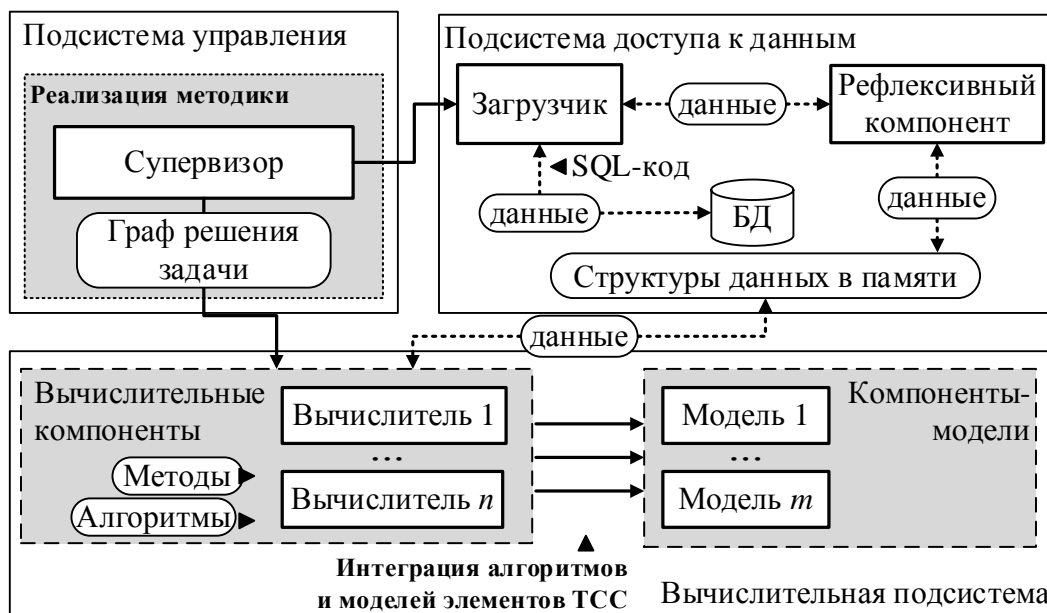 Подсистема управления
Реализация методики
Супервизор
Граф решения
задачи
Подсистема доступа к данным
Загрузчик
данные
Рефлексивный
компонент
SQL-код
данные
БД
данные
Структуры данных в памяти
данные
Вычислительные
компоненты
Вычислитель 1
...
Вычислитель n
Методы
Алгоритмы
Модель 1
...
Модель m
Компоненты-
модели
Интеграция алгоритмов
и моделей элементов ТСС
Вычислительная подсистема